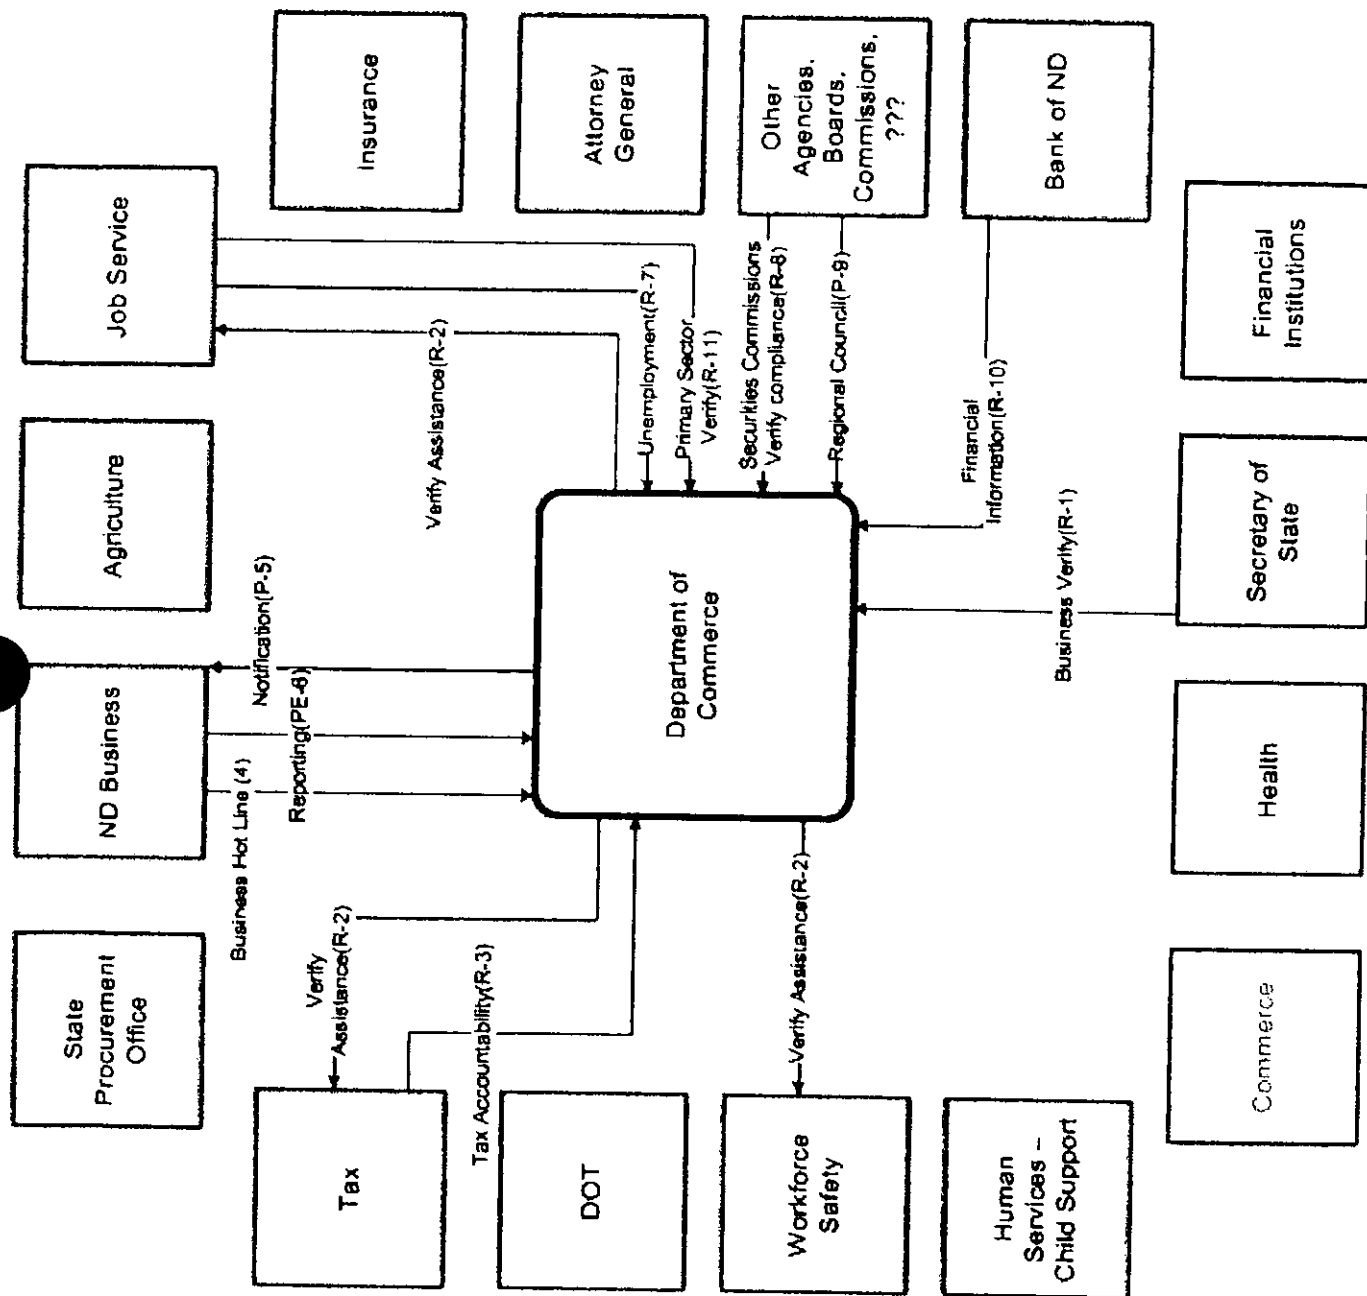 State
Procurement
Office
ND Business
Agriculture
Job Service
Business Hot Line (4)
Notification(P-5)
Reporting(PE-6)
Tax
Verify
Assistance(R-2)
Verify Assistance(R-2)
Insurance
Tax Accountability(R-3)
DOT
Unemployment(R-7)
Primary Sector
Verify(R-11)
Attorney
General
Department of
Commerce
Workforce
Safety
Verify Assistance(R-2)
Securities Commissions
Verify compliance(R-8)
Regional Council(P-9)
Other
Agencies,
Boards,
Commissions,
???
Human
Services –
Child Support
Financial
Information(R-10)
Bank of ND
Business Verify(R-1)
Commerce
Health
Secretary of
State
Financial
Institutions